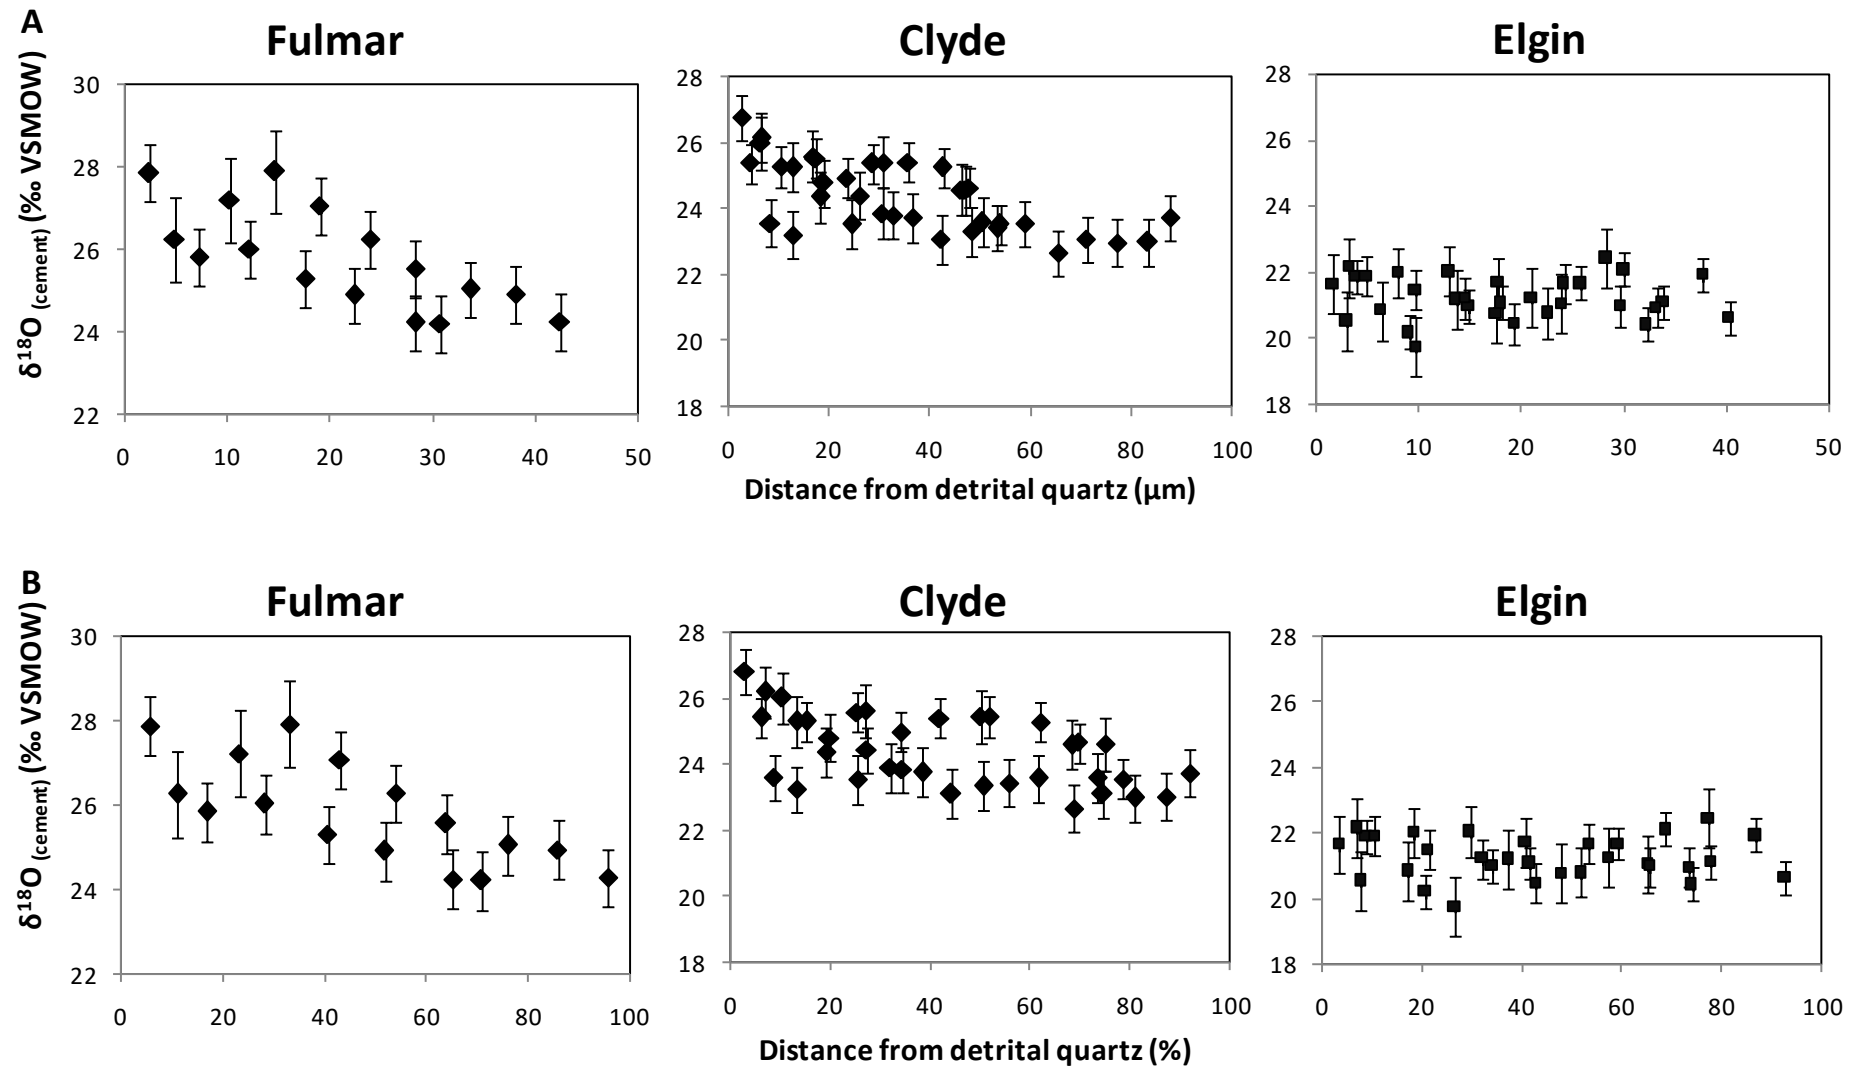 A
Fulmar
Clyde
Elgin
δ18O (cement) (‰ VSMOW)
30
28
26
24
22
0 10 20 30 40 50
28
26
24
22
20
18
0 20 40 60 80 100
28
26
24
22
20
18
0 10 20 30 40 50
Distance from detrital quartz (µm)
B
Fulmar
Clyde
Elgin
δ18O (cement) (‰ VSMOW)
30
28
26
24
22
0 20 40 60 80 100
28
26
24
22
20
18
0 20 40 60 80 100
28
26
24
22
20
18
0 20 40 60 80 100
Distance from detrital quartz (%)